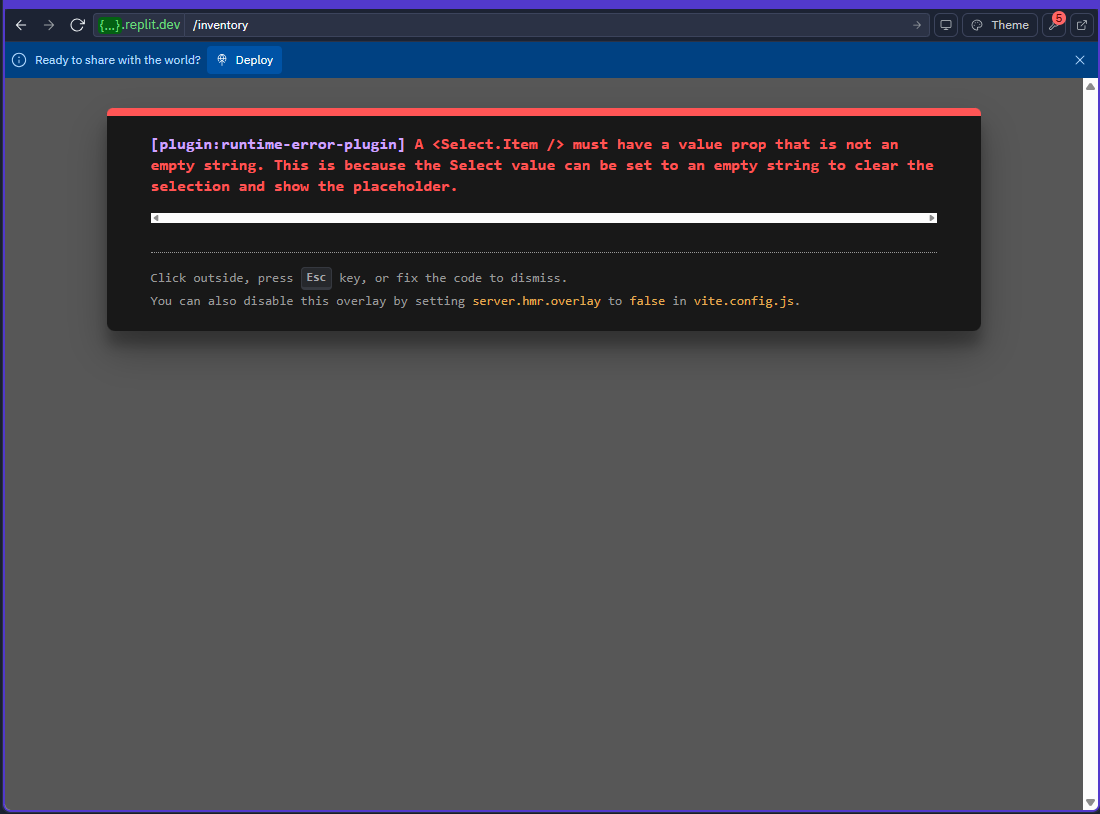 {...}.replit.dev /inventory Theme 5
Ready to share with the world? Deploy
[plugin:runtime-error-plugin] A <Select.Item /> must have a value prop that is not an
empty string. This is because the Select value can be set to an empty string to clear the
selection and show the placeholder.
Click outside, press Esc key, or fix the code to dismiss.
You can also disable this overlay by setting server.hmr.overlay to false in vite.config.js.